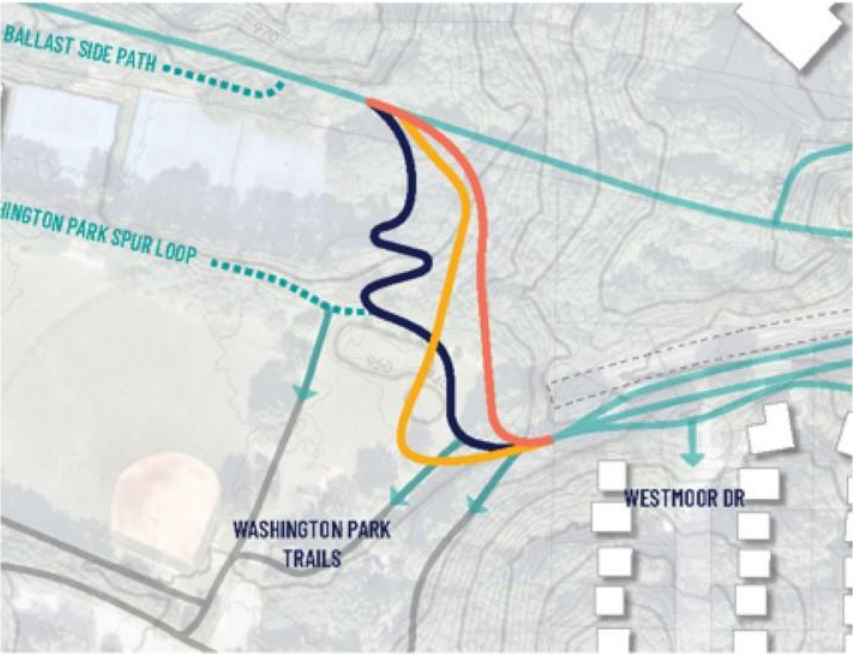 970
BALLAST SIDE PATH
HINGTON PARK SPUR LOOP
950
WESTMOOR DR
WASHINGTON PARK
TRAILS